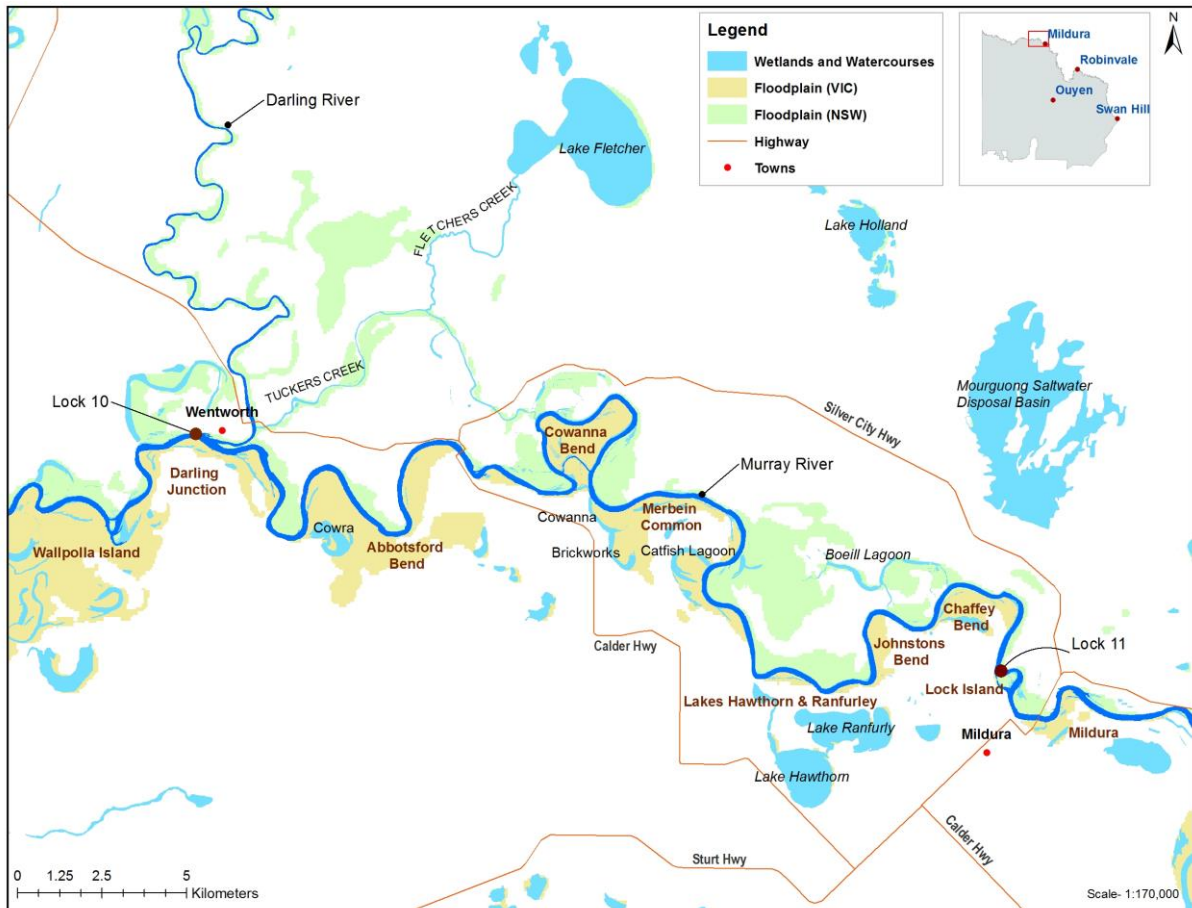 Legend
Wetlands and Watercourses
Floodplain (VIC)
Floodplain (NSW)
Highway
Towns
Mildura
Robinvale
Ouyen
Swan Hill
N
Darling River
Lake Fletcher
FLETCHERS CREEK
Lake Holland
TUCKERS CREEK
Mourguong Saltwater
Disposal Basin
Lock 10
Wentworth
Silver City Hwy
Cowanna
Bend
Murray River
Darling
Junction
Merbein
Common
Cowanna
Cowra
Wallpolla Island
Abbotsford
Bend
Brickworks
Catfish Lagoon
Boeill Lagoon
Chaffey
Bend
Calder Hwy
Johnstons
Bend
Lock 11
Lock Island
Lakes Hawthorn & Ranfurley
Lake Ranfurly
Mildura
Mildura
Lake Hawthorn
Calder Hwy
Sturt Hwy
0 1.25 2.5 5
Kilometers
Scale- 1:170,000